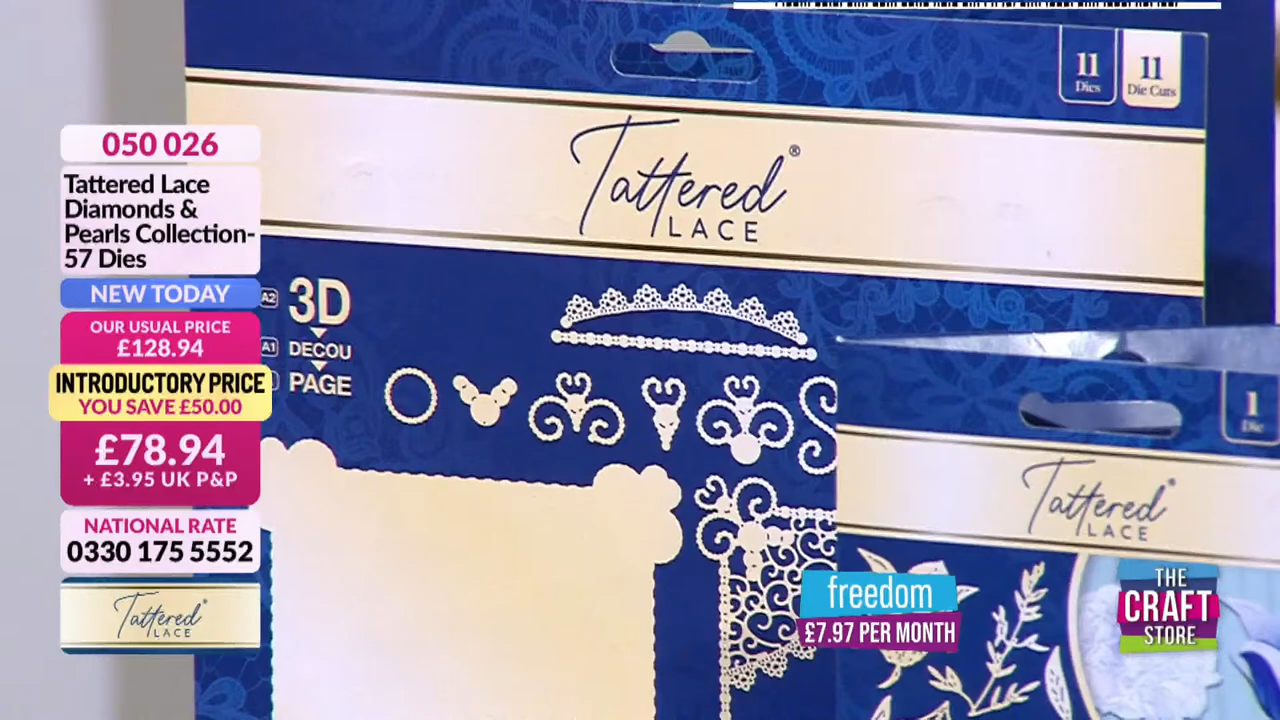 050 026
Tattered Lace
Diamonds &
Pearls Collection-
57 Dies
NEW TODAY
OUR USUAL PRICE
£128.94
INTRODUCTORY PRICE
YOU SAVE £50.00
£78.94
+ £3.95 UK P&P
NATIONAL RATE
0330 175 5552
Tattered®
LACE
11
Dies
11
Die Cuts
Tattered®
LACE
A2
3D
A1
DECOU
PAGE
1
Die
Tattered®
LACE
freedom
£7.97 PER MONTH
THE
CRAFT
STORE